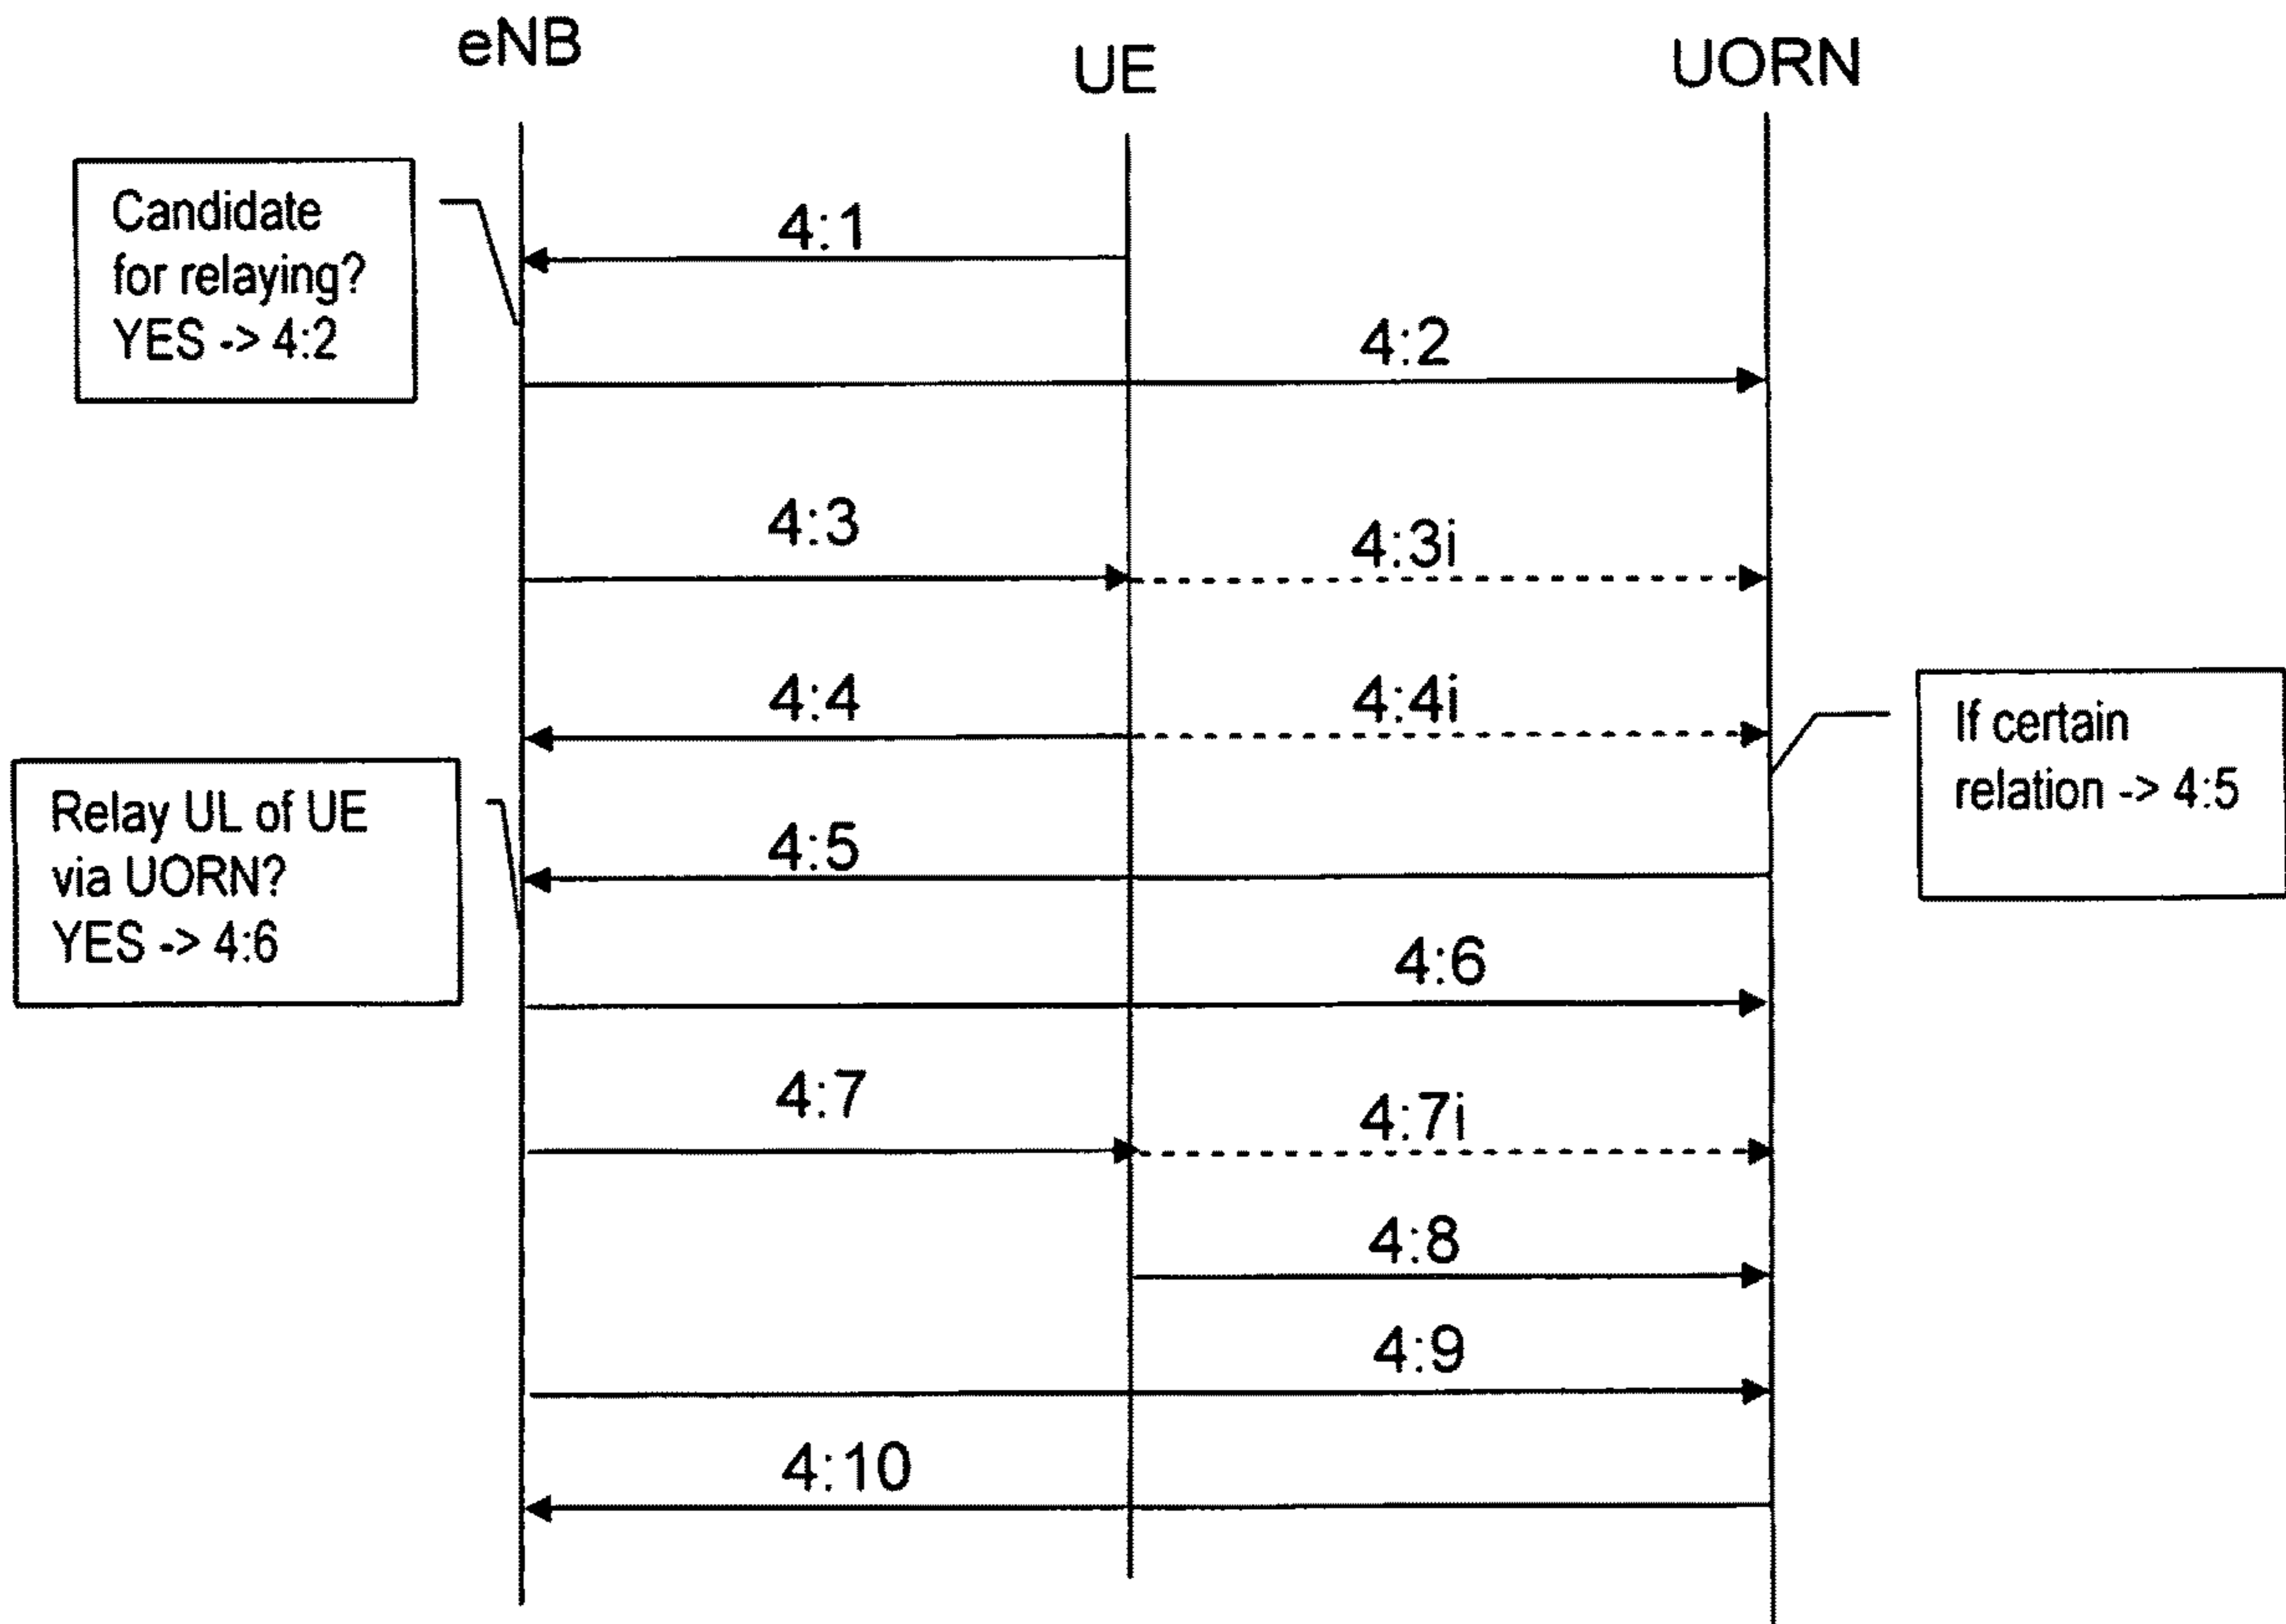 eNB
UE
UORN
Candidate
for relaying?
YES -> 4:2
4:1
4:2
4:3
4:3i
4:4
4:4i
If certain
relation -> 4:5
Relay UL of UE
via UORN?
YES -> 4:6
4:5
4:6
4:7
4:7i
4:8
4:9
4:10